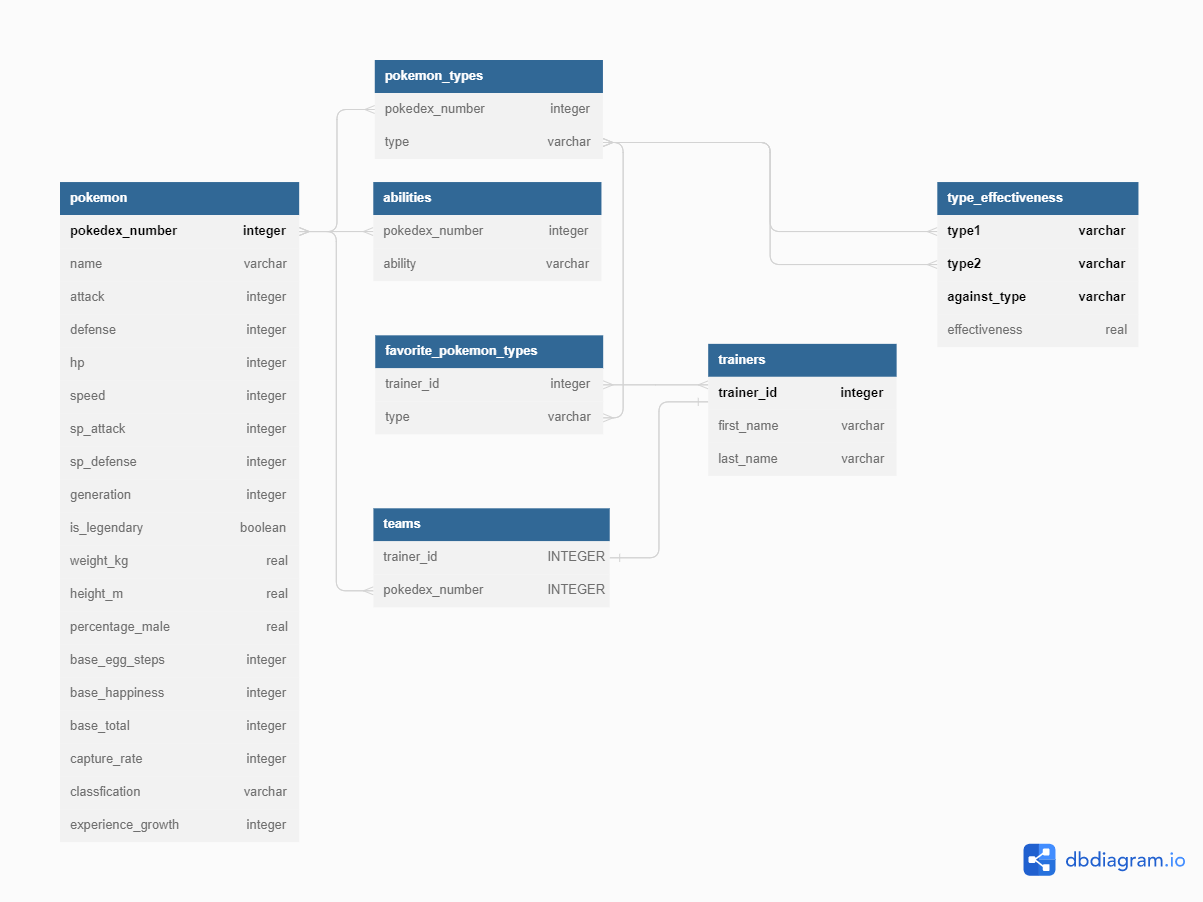 pokemon_types
pokedex_number integer
type varchar
pokemon
pokedex_number integer
name varchar
attack integer
defense integer
hp integer
speed integer
sp_attack integer
sp_defense integer
generation integer
is_legendary boolean
weight_kg real
height_m real
percentage_male real
base_egg_steps integer
base_happiness integer
base_total integer
capture_rate integer
classfication varchar
experience_growth integer
abilities
pokedex_number integer
ability varchar
favorite_pokemon_types
trainer_id integer
type varchar
teams
trainer_id INTEGER
pokedex_number INTEGER
trainers
trainer_id integer
first_name varchar
last_name varchar
type_effectiveness
type1 varchar
type2 varchar
against_type varchar
effectiveness real
dbdiagram.io